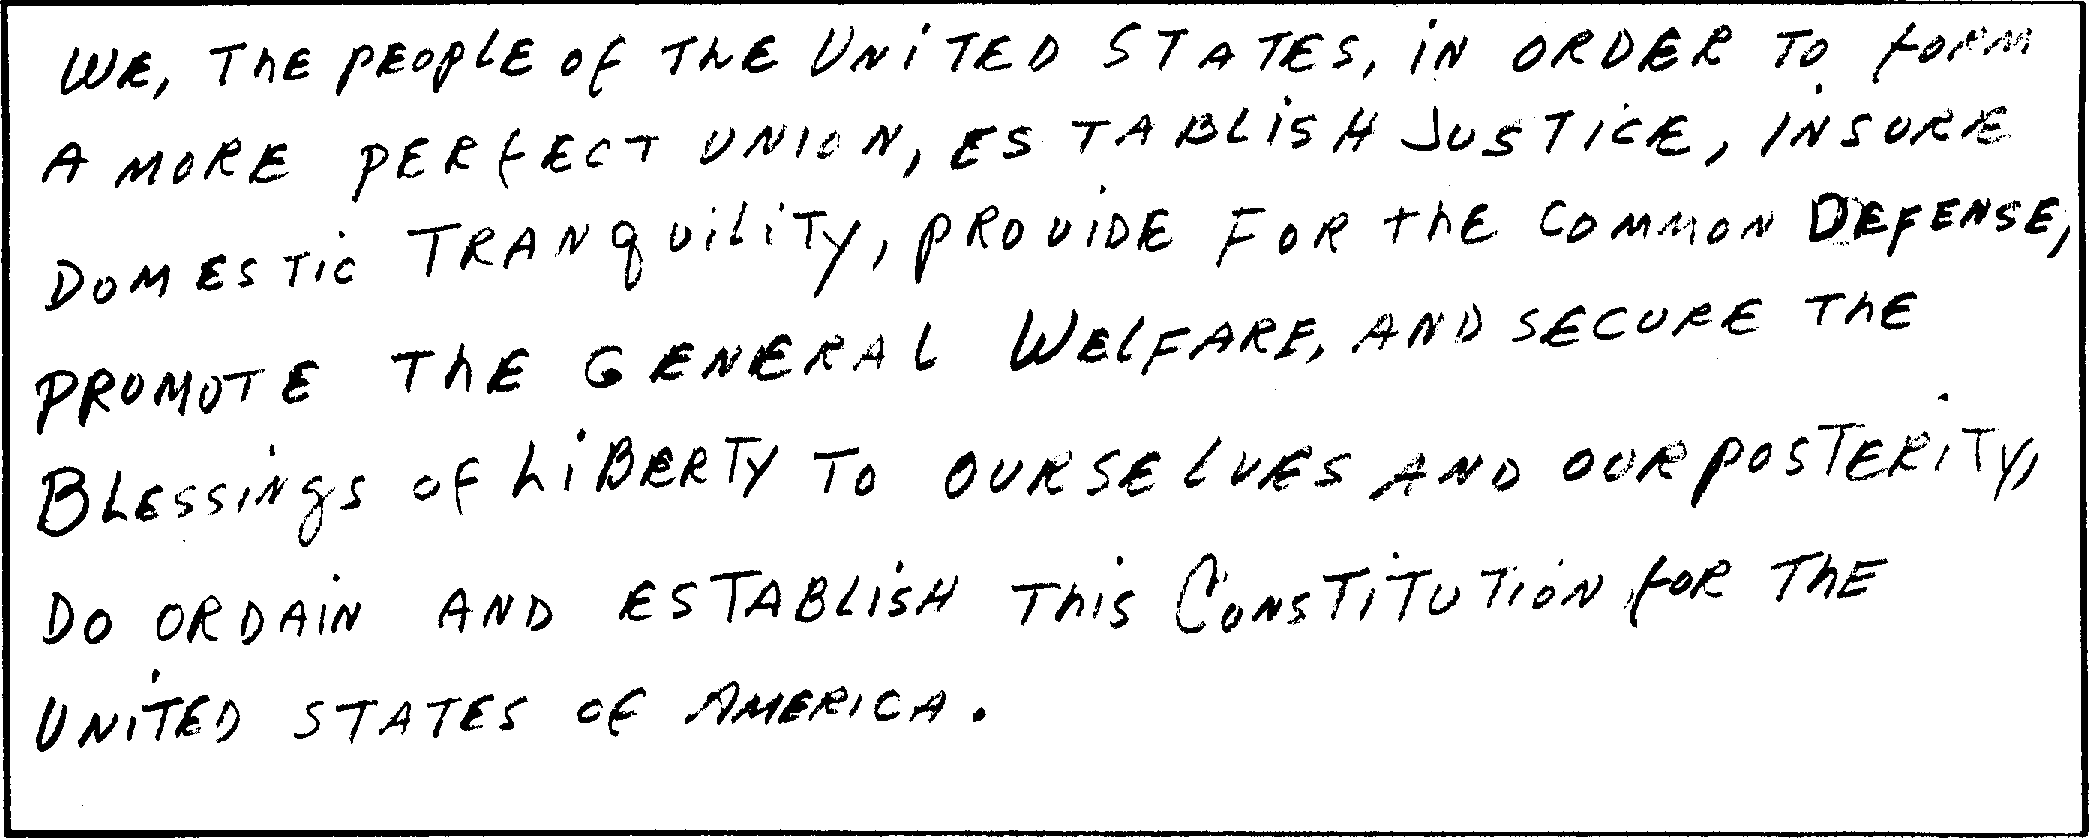 We, The people of the United States, in order to form
a more perfect union, establish Justice, insure
Domestic Tranquility, provide for the common Defense,
promote the general Welfare, and secure the
Blessings of Liberty to ourselves and our posterity,
do ordain and establish this Constitution for the
United States of America.